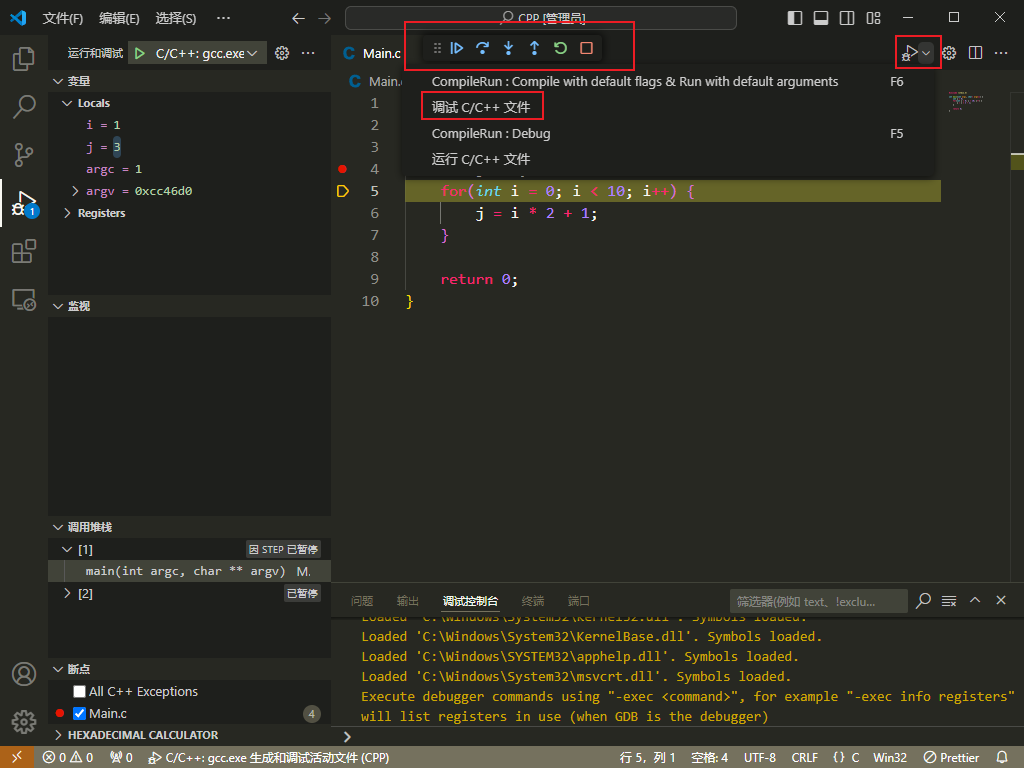 文件(F) 编辑(E) 选择(S) ··· CPP [管理员]
运行和调试 C/C++: gcc.exe ···
Main.c
变量
Locals
i = 1
j = 3
argc = 1
argv = 0xcc46d0
Registers
监视
调用堆栈
[1] 因 STEP 已暂停
main(int argc, char ** argv) M.
[2] 已暂停
断点
All C++ Exceptions
Main.c 4
HEXADECIMAL CALCULATOR
Main.
CompileRun : Compile with default flags & Run with default arguments F6
调试 C/C++ 文件
CompileRun : Debug F5
运行 C/C++ 文件
1
2
3
4
5 for(int i = 0; i < 10; i++) {
6 j = i * 2 + 1;
7 }
8
9 return 0;
10 }
问题 输出 调试控制台 终端 端口 筛选器(例如 text、!exclu...
Loaded 'C:\Windows\System32\kernel32.dll'. Symbols loaded.
Loaded 'C:\Windows\System32\KernelBase.dll'. Symbols loaded.
Loaded 'C:\Windows\SYSTEM32\apphelp.dll'. Symbols loaded.
Loaded 'C:\Windows\System32\msvcrt.dll'. Symbols loaded.
Execute debugger commands using "-exec <command>", for example "-exec info registers"
will list registers in use (when GDB is the debugger)
0 0 0 C/C++: gcc.exe 生成和调试活动文件 (CPP) 行 5，列 1 空格: 4 UTF-8 CRLF {} C Win32 Prettier